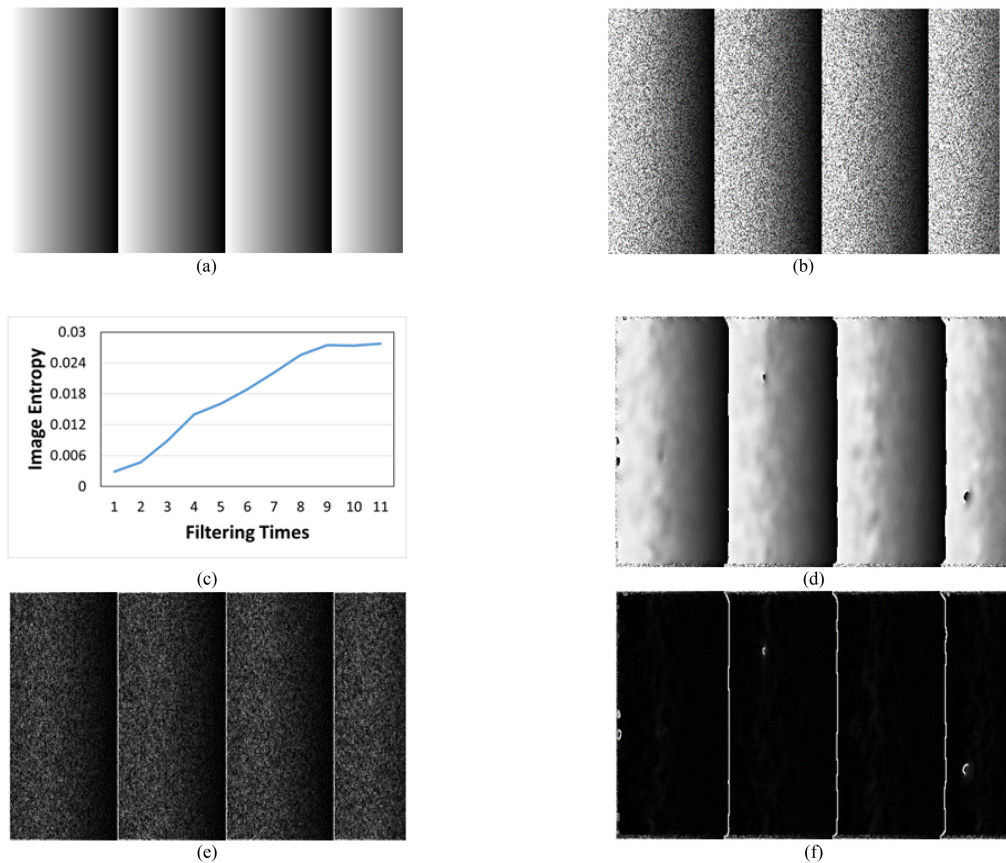 (a)
(b)
Image Entropy
0.03
0.024
0.018
0.012
0.006
0
1 2 3 4 5 6 7 8 9 10 11
Filtering Times
(c)
(d)
(e)
(f)